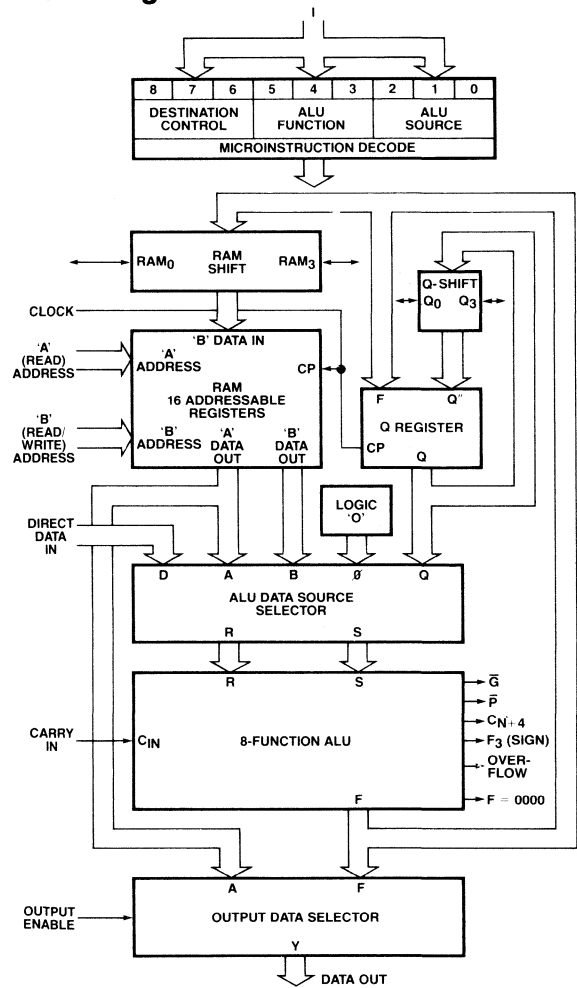 I
8 7 6 5 4 3 2 1 0
DESTINATION CONTROL
ALU FUNCTION
ALU SOURCE
MICROINSTRUCTION DECODE
RAM0 RAM SHIFT RAM3
Q-SHIFT
Q0 Q3
CLOCK
'B' DATA IN
'A' (READ) ADDRESS
'A' ADDRESS
CP
RAM
16 ADDRESSABLE
REGISTERS
'B' (READ/ WRITE) ADDRESS
'B' ADDRESS
'A' DATA OUT
'B' DATA OUT
F Q''
Q REGISTER
CP
Q
LOGIC
'O'
DIRECT
DATA
IN
D A B Ø Q
ALU DATA SOURCE
SELECTOR
R S
R S
CARRY
IN
CIN
8-FUNCTION ALU
G̅
P̅
CN+4
F3 (SIGN)
OVER-
FLOW
F = 0000
F
A F
OUTPUT
ENABLE
OUTPUT DATA SELECTOR
Y
DATA OUT